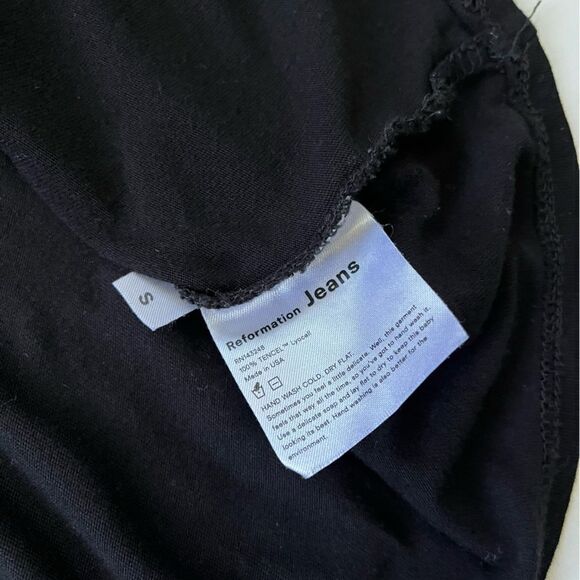 S
Reformation Jeans
RN143246
100% TENCEL™ Lyocell
Made in USA
HAND WASH COLD, DRY FLAT.
Sometimes you feel a little delicate. Well, this garment
feels that way all the time, so you've got to hand wash it.
Use a delicate soap and lay flat to dry to keep this baby
looking its best. Hand washing is also better the
environment.